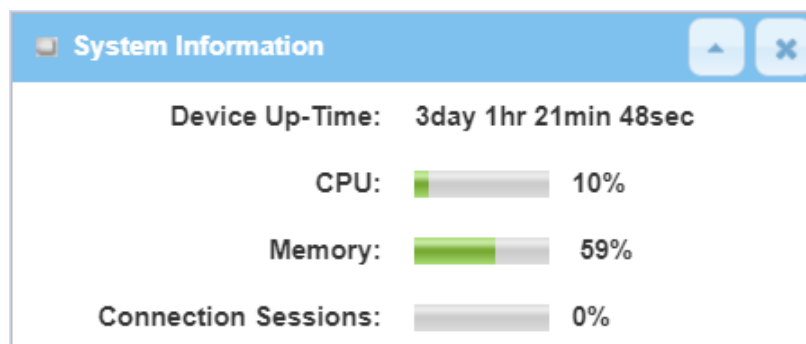 System Information
Device Up-Time: 3day 1hr 21min 48sec
CPU: 10%
Memory: 59%
Connection Sessions: 0%